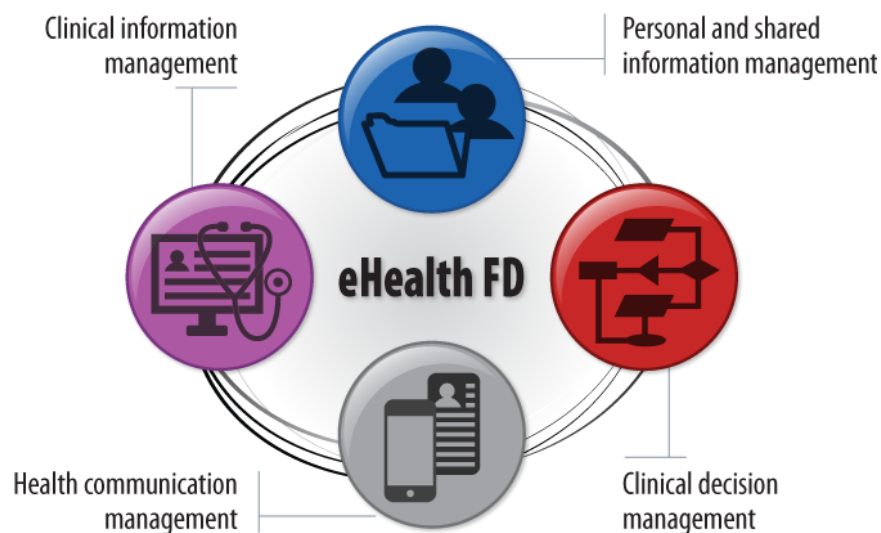 Clinical information
management
Personal and shared
information management
eHealth FD
Health communication
management
Clinical decision
management